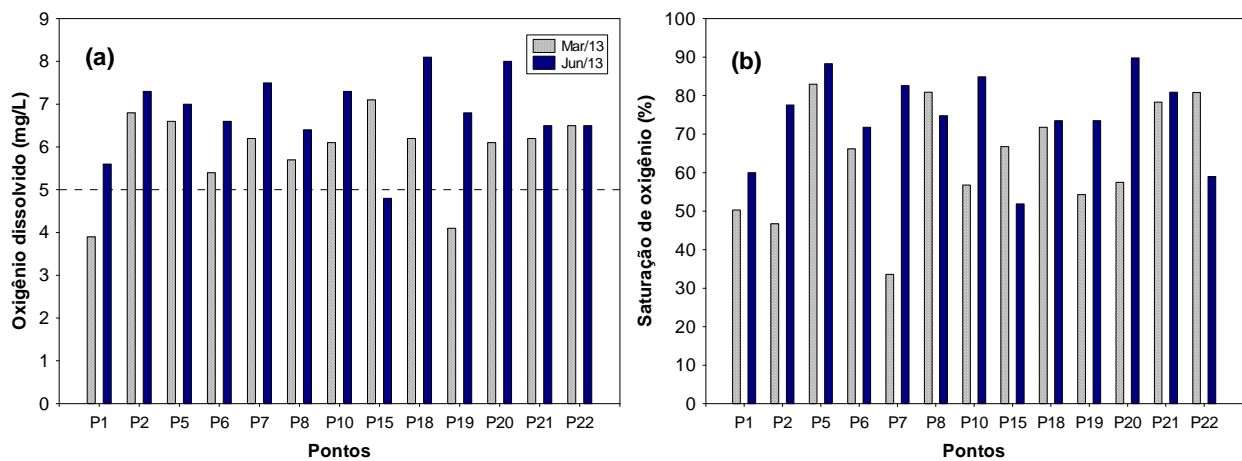 (a)
Mar/13
Jun/13
Oxigênio dissolvido (mg/L)
9
8
7
6
5
4
3
2
1
0
P1 P2 P5 P6 P7 P8 P10 P15 P18 P19 P20 P21 P22
Pontos
(b)
Saturação de oxigênio (%)
100
90
80
70
60
50
40
30
20
10
0
P1 P2 P5 P6 P7 P8 P10 P15 P18 P19 P20 P21 P22
Pontos